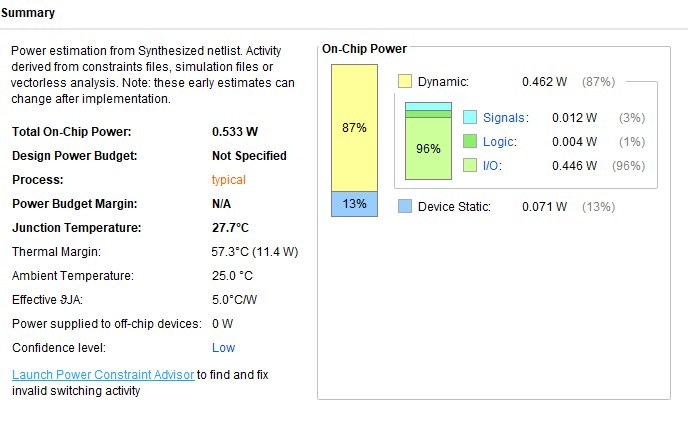 Summary
Power estimation from Synthesized netlist. Activity
derived from constraints files, simulation files or
vectorless analysis. Note: these early estimates can
change after implementation.
Total On-Chip Power: 0.533 W
Design Power Budget: Not Specified
Process: typical
Power Budget Margin: N/A
Junction Temperature: 27.7°C
Thermal Margin: 57.3°C (11.4 W)
Ambient Temperature: 25.0 °C
Effective ϑJA: 5.0°C/W
Power supplied to off-chip devices: 0 W
Confidence level: Low
Launch Power Constraint Advisor to find and fix
invalid switching activity
On-Chip Power
87%
13%
Dynamic: 0.462 W (87%)
96%
Signals: 0.012 W (3%)
Logic: 0.004 W (1%)
I/O: 0.446 W (96%)
Device Static: 0.071 W (13%)